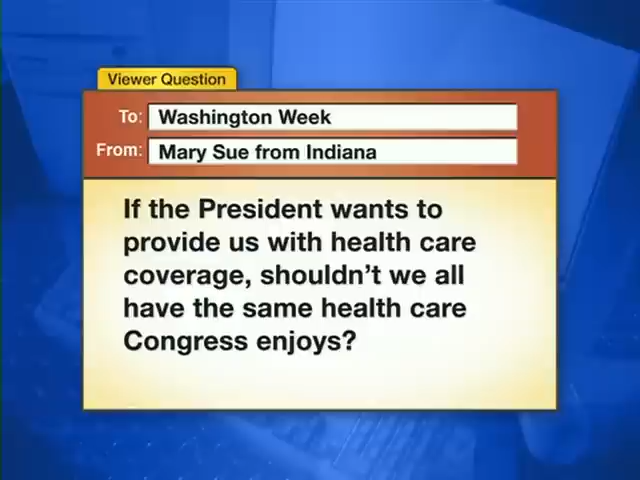 Viewer Question
To: Washington Week
From: Mary Sue from Indiana
If the President wants to
provide us with health care
coverage, shouldn't we all
have the same health care
Congress enjoys?